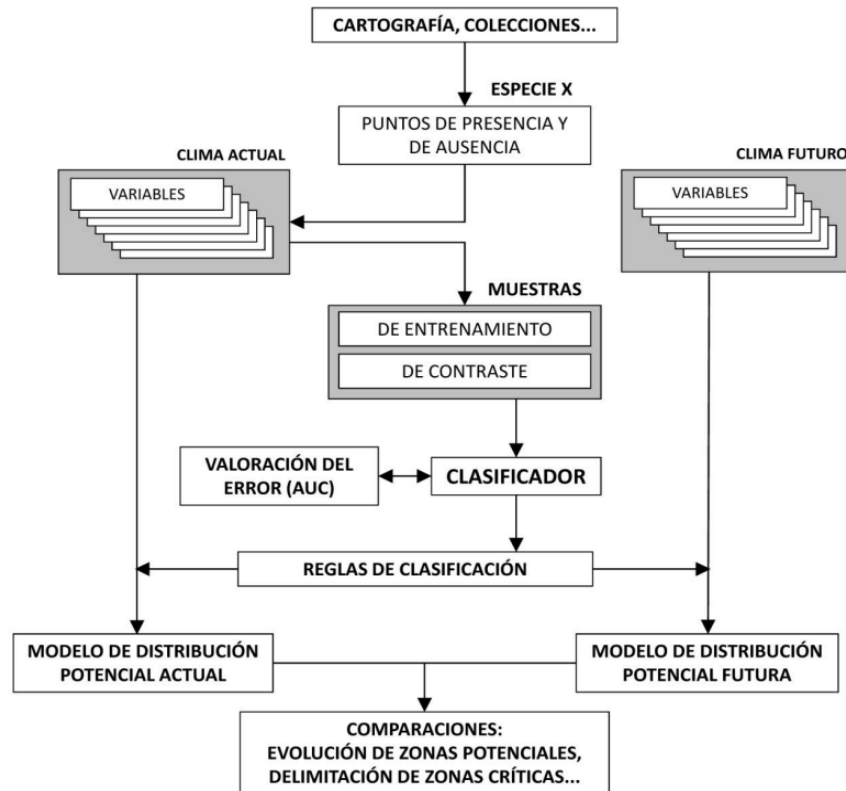 CARTOGRAFÍA, COLECCIONES...
ESPECIE X
PUNTOS DE PRESENCIA Y
DE AUSENCIA
CLIMA ACTUAL
VARIABLES
CLIMA FUTURO
VARIABLES
MUESTRAS
DE ENTRENAMIENTO
DE CONTRASTE
VALORACIÓN DEL
ERROR (AUC)
CLASIFICADOR
REGLAS DE CLASIFICACIÓN
MODELO DE DISTRIBUCIÓN
POTENCIAL ACTUAL
MODELO DE DISTRIBUCIÓN
POTENCIAL FUTURA
COMPARACIONES:
EVOLUCIÓN DE ZONAS POTENCIALES,
DELIMITACIÓN DE ZONAS CRÍTICAS...